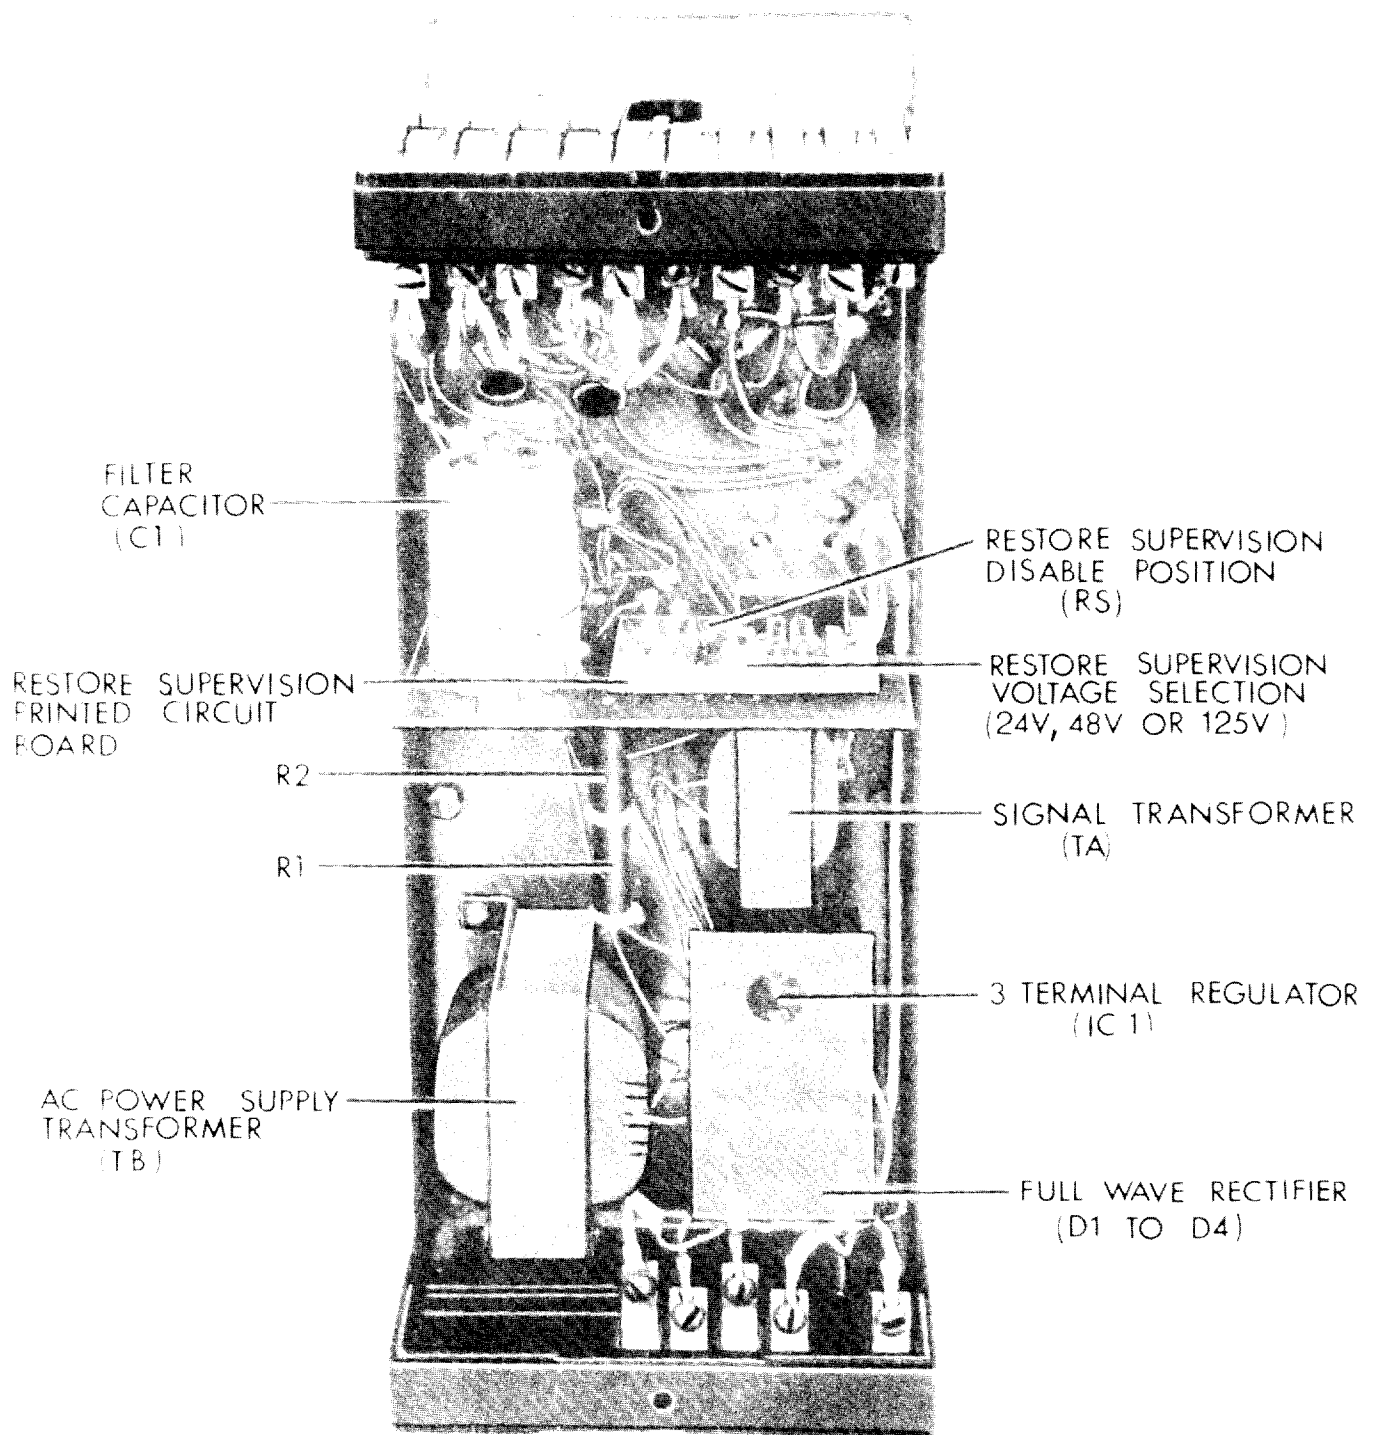 FILTER
CAPACITOR
(C1)
RESTORE SUPERVISION
DISABLE POSITION
(RS)
RESTORE SUPERVISION
PRINTED CIRCUIT
BOARD
RESTORE SUPERVISION
VOLTAGE SELECTION
(24V, 48V OR 125V)
R2
SIGNAL TRANSFORMER
(TA)
R1
3 TERMINAL REGULATOR
(IC1)
AC POWER SUPPLY
TRANSFORMER
(TB)
FULL WAVE RECTIFIER
(D1 TO D4)